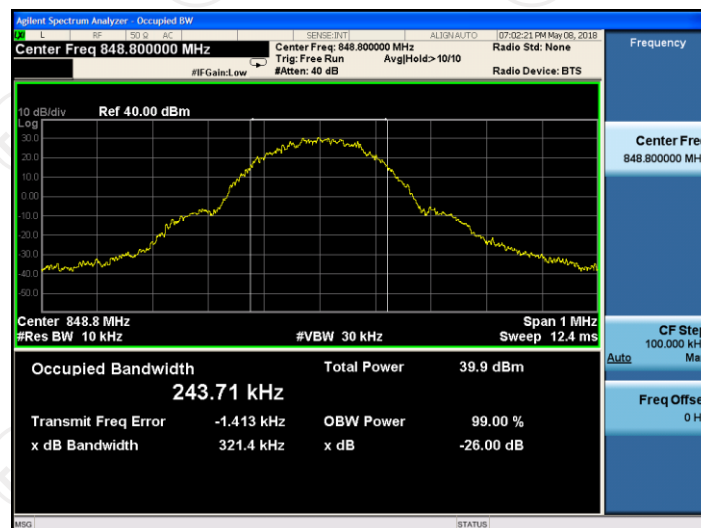 Agilent Spectrum Analyzer - Occupied BW
L RF 50 Ω AC SENSE:INT ALIGN AUTO 07:02:21 PM May 08, 2018
Center Freq 848.800000 MHz
Center Freq: 848.800000 MHz Radio Std: None
Trig: Free Run Avg|Hold:>10/10
#IFGain:Low #Atten: 40 dB Radio Device: BTS
10 dB/div Ref 40.00 dBm
Log
30.0
20.0
10.0
0.00
-10.0
-20.0
-30.0
-40.0
-50.0
Center 848.8 MHz Span 1 MHz
#Res BW 10 kHz #VBW 30 kHz Sweep 12.4 ms
Occupied Bandwidth Total Power 39.9 dBm
243.71 kHz
Transmit Freq Error -1.413 kHz OBW Power 99.00 %
x dB Bandwidth 321.4 kHz x dB -26.00 dB
MSG STATUS
Frequency
Center Fre
848.800000 MH
CF Ste
100.000 kH
Auto Ma
Freq Offse
0 H